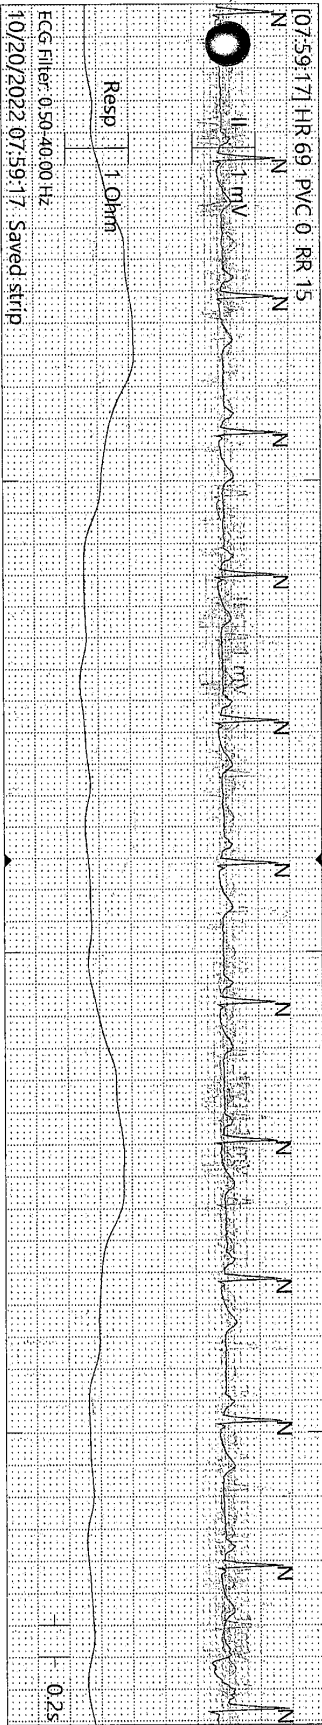 [07:59:17] HR 69 PVC 0 RR 15
N N N N N N N N N N N N N
II 1 mV 1 mV
Resp 1 Ohm
0.2s
ECG Filter: 0.50-40.00 Hz
10/20/2022 07:59:17 Saved strip